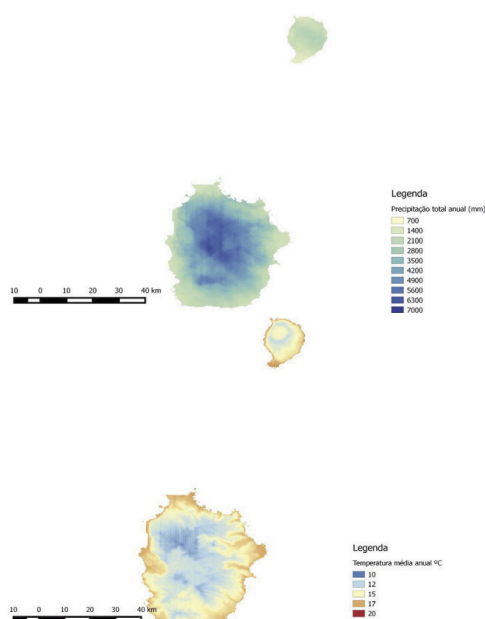 Legenda
Precipitação total anual (mm)
700
1400
2100
2800
3500
4200
4900
5600
6300
7000
10 0 10 20 30 40 km
Legenda
Temperatura média anual ºC
10
12
15
17
20
10 0 10 20 30 40 km